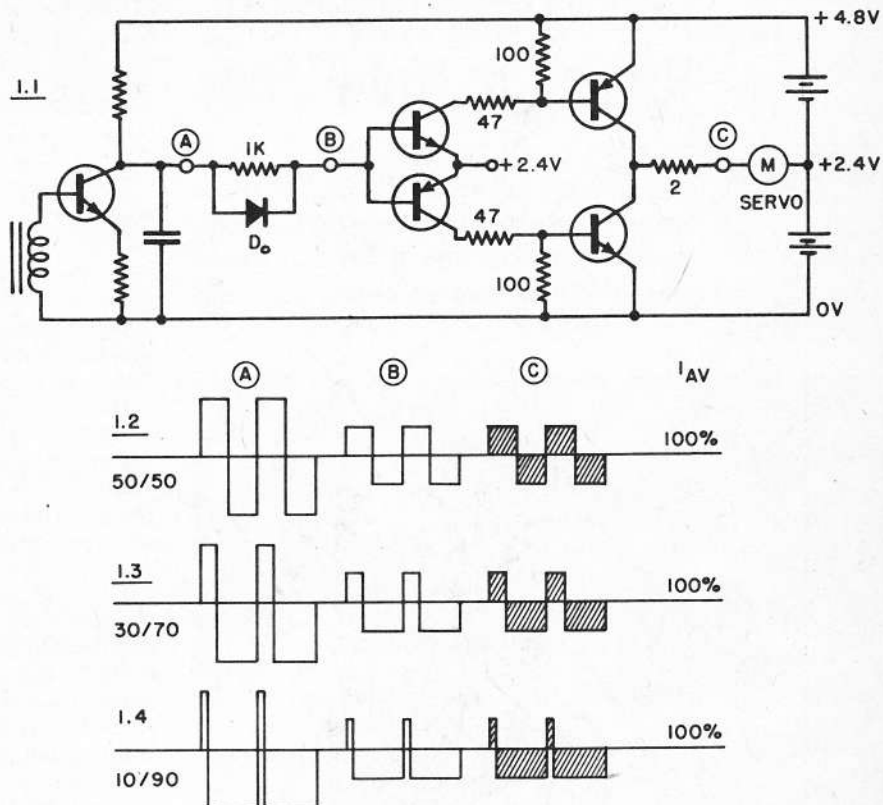 +4.8V
100
1.1
A
1K
B
47
+2.4V
C
M
+2.4V
2
SERVO
Do
47
100
0V
A B C IAV
1.2
100%
50/50
1.3
100%
30/70
1.4
100%
10/90